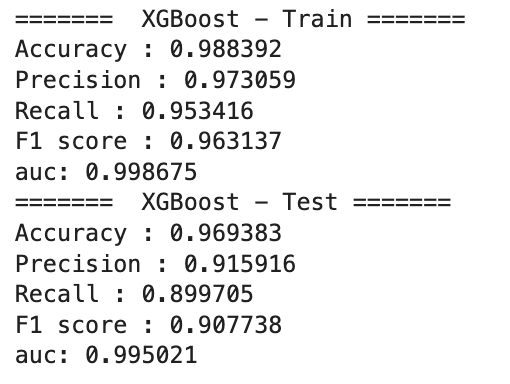 =======  XGBoost - Train =======
Accuracy : 0.988392
Precision : 0.973059
Recall : 0.953416
F1 score : 0.963137
auc: 0.998675
=======  XGBoost - Test =======
Accuracy : 0.969383
Precision : 0.915916
Recall : 0.899705
F1 score : 0.907738
auc: 0.995021